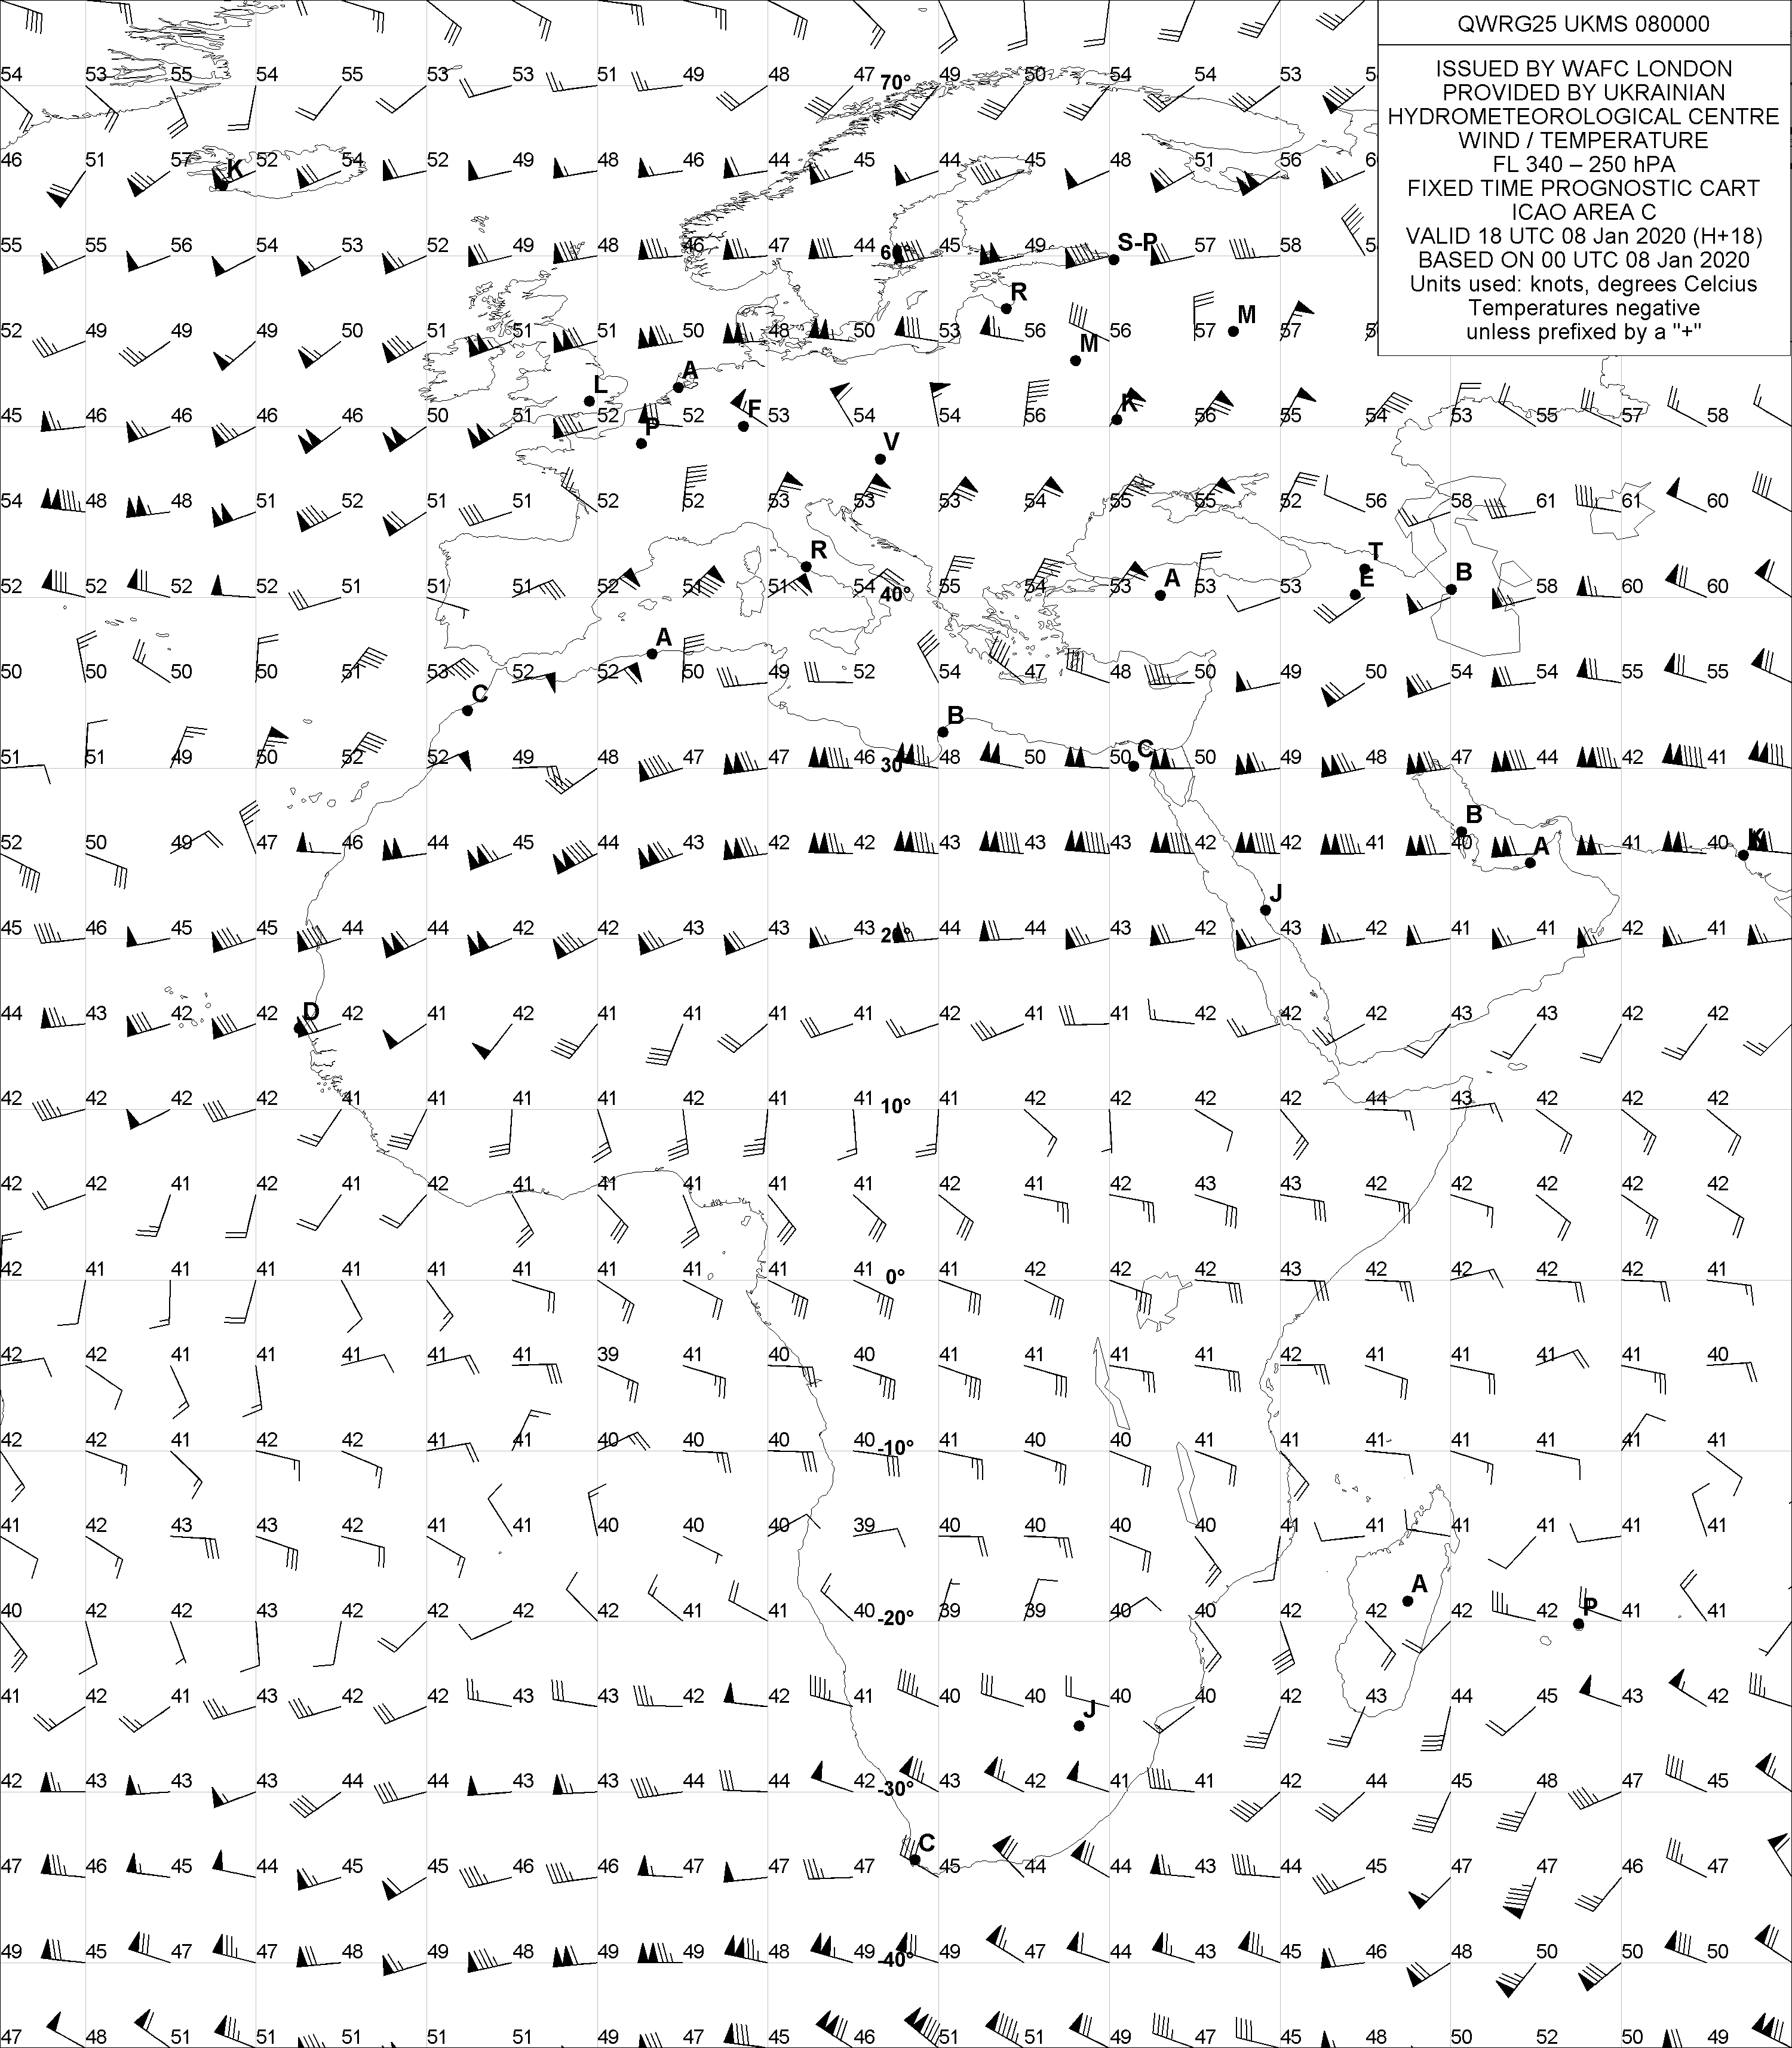 QWRG25 UKMS 080000
ISSUED BY WAFC LONDON
PROVIDED BY UKRAINIAN
HYDROMETEOROLOGICAL CENTRE
WIND / TEMPERATURE
FL 340 – 250 hPA
FIXED TIME PROGNOSTIC CART
ICAO AREA C
VALID 18 UTC 08 Jan 2020 (H+18)
BASED ON 00 UTC 08 Jan 2020
Units used: knots, degrees Celcius
Temperatures negative
unless prefixed by a "+"
54 53 55 54 55 53 53 51 49 48 47 70° 49 50 54 54 53
46 51 57 K 52 54 52 49 48 46 44 45 44 45 48 51 56
55 55 56 54 53 52 49 48 46 47 44 60° 45 49 S-P 57 58
R
M
52 49 49 49 50 51 51 51 50 48 50 53 56 56 57 57
M
A
L
F
K
45 46 46 46 50 51 52 52 53 54 54 56 56 55 54 53 55 57 58
P
V
54 48 48 51 52 51 51 52 52 53 53 53 54 55 55 52 56 58 61 61 60
R
T
52 52 52 52 51 51 51 52 51 51 54 40° 55 54 53 A 53 53 E B 58 60 60
A
50 50 50 50 51 53 52 52 50 49 52 54 47 48 50 49 50 54 54 55 55
C
B
51 51 49 50 52 52 49 48 47 47 46 30° 48 50 50 C 50 49 48 47 44 42 41
B
52 50 49 47 46 44 45 44 43 42 42 43 43 43 42 42 41 40 A 41 40 K
J
45 46 45 45 44 44 42 42 43 43 43 20° 44 44 43 42 43 42 41 41 42 41
44 43 42 42 D 42 41 42 41 41 41 41 42 41 41 42 42 42 43 43 42 42
42 42 42 42 41 41 41 41 42 41 41 10° 41 42 42 42 42 44 43 42 42 42
42 42 41 42 41 42 41 41 41 41 41 42 41 42 43 43 42 42 42 42 42
42 41 41 41 41 41 41 41 41 41 41 0° 41 42 42 42 43 42 42 42 42 41
42 42 41 41 41 41 41 39 41 40 40 41 41 41 41 42 41 41 41 41 40
42 42 41 42 42 41 41 40 40 40 40 -10° 41 40 40 41 41 41 41 41 41 41
41 42 43 43 42 41 41 40 40 40 39 40 40 40 40 41 41 41 41 41 41
A
40 42 42 43 42 42 42 42 41 41 40 -20° 39 39 40 40 42 42 42 42 P 41 41
41 42 41 43 42 42 43 43 42 42 41 40 40 J 40 40 42 43 44 45 43 42
42 43 43 43 44 44 43 43 44 44 42 -30° 43 42 41 41 42 44 45 48 47 45
C
47 46 45 44 45 45 46 46 47 47 47 45 44 44 43 44 45 47 47 46 47
49 45 47 47 48 49 48 49 49 48 49 -40° 49 47 44 43 45 46 48 50 50 50
47 48 51 51 51 51 51 49 47 45 46 51 51 49 47 45 48 50 52 50 49